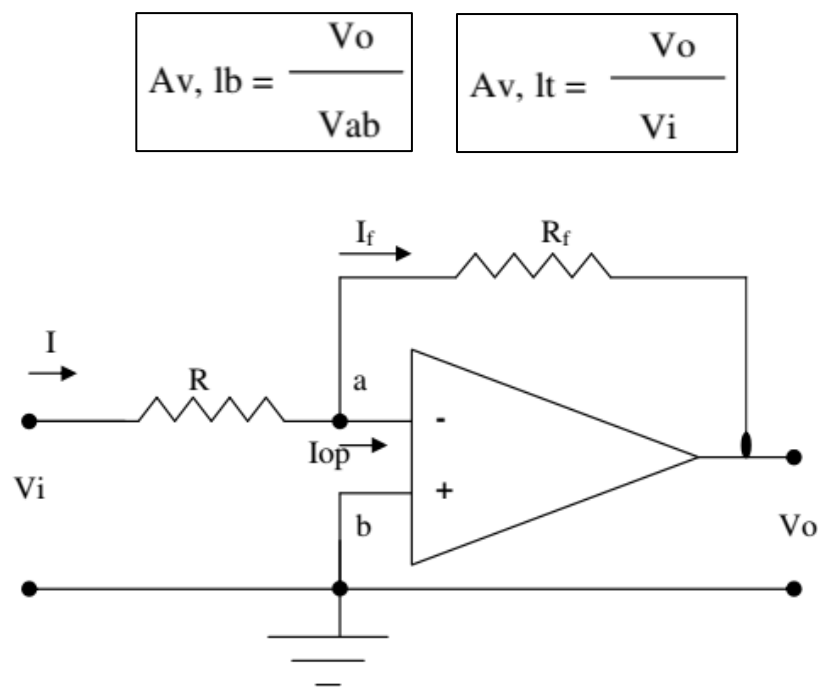 Av, lb = Vo
Vab
Av, lt = Vo
Vi
If
Rf
I
R
a
-
Iop
Vi
+
b
Vo